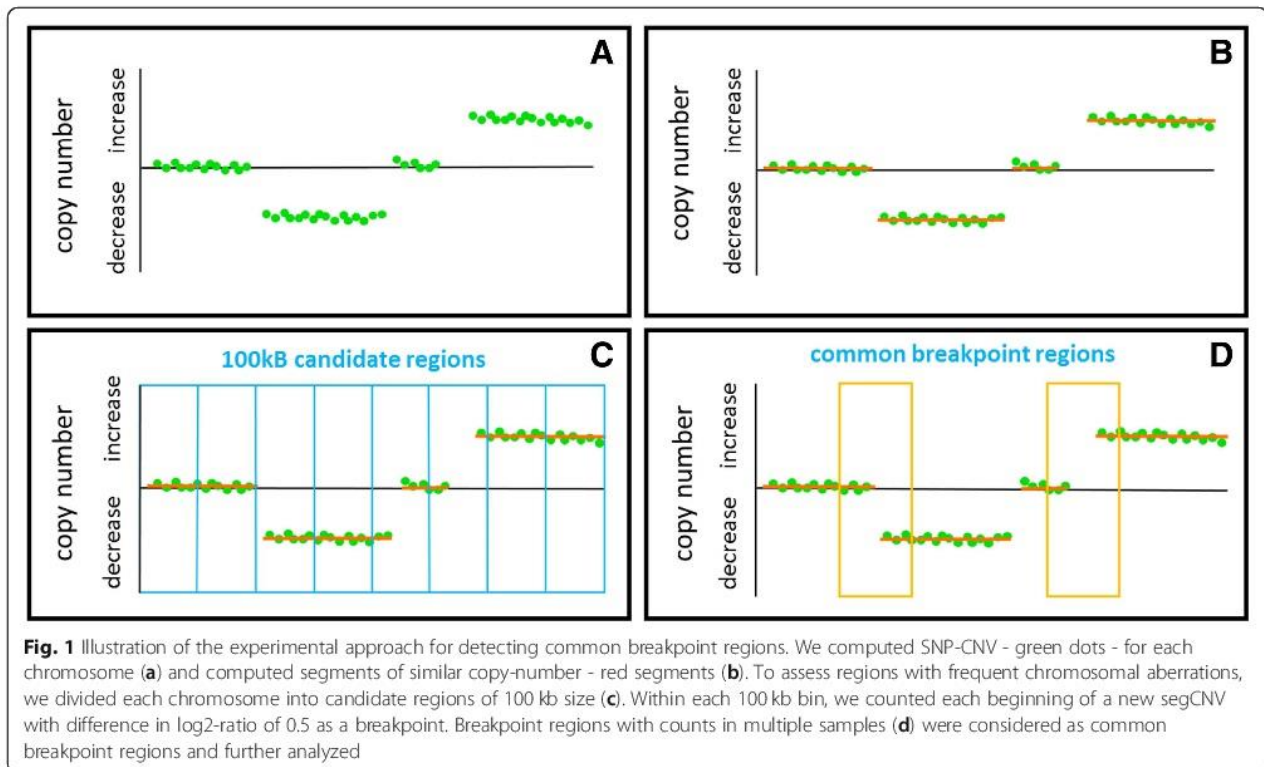 A
copy number
increase
decrease
B
copy number
increase
decrease
C
100kB candidate regions
copy number
increase
decrease
D
common breakpoint regions
copy number
increase
decrease
Fig. 1 Illustration of the experimental approach for detecting common breakpoint regions. We computed SNP-CNV - green dots - for each
chromosome (a) and computed segments of similar copy-number - red segments (b). To assess regions with frequent chromosomal aberrations,
we divided each chromosome into candidate regions of 100 kb size (c). Within each 100 kb bin, we counted each beginning of a new segCNV
with difference in log2-ratio of 0.5 as a breakpoint. Breakpoint regions with counts in multiple samples (d) were considered as common
breakpoint regions and further analyzed